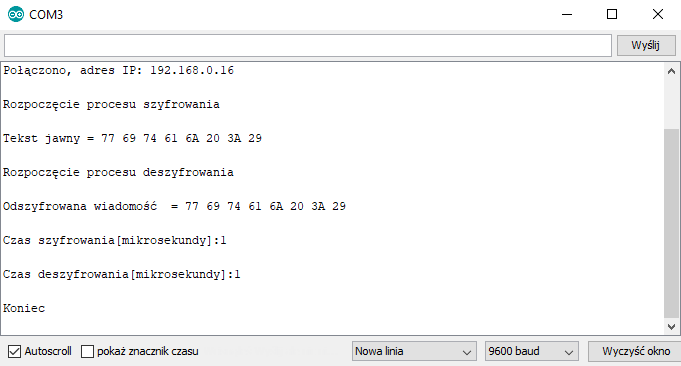 COM3
Wyślij
Połączono, adres IP: 192.168.0.16
Rozpoczęcie procesu szyfrowania
Tekst jawny = 77 69 74 61 6A 20 3A 29
Rozpoczęcie procesu deszyfrowania
Odszyfrowana wiadomość  = 77 69 74 61 6A 20 3A 29
Czas szyfrowania[mikrosekundy]:1
Czas deszyfrowania[mikrosekundy]:1
Koniec
Autoscroll pokaż znacznik czasu Nowa linia 9600 baud Wyczyść okno